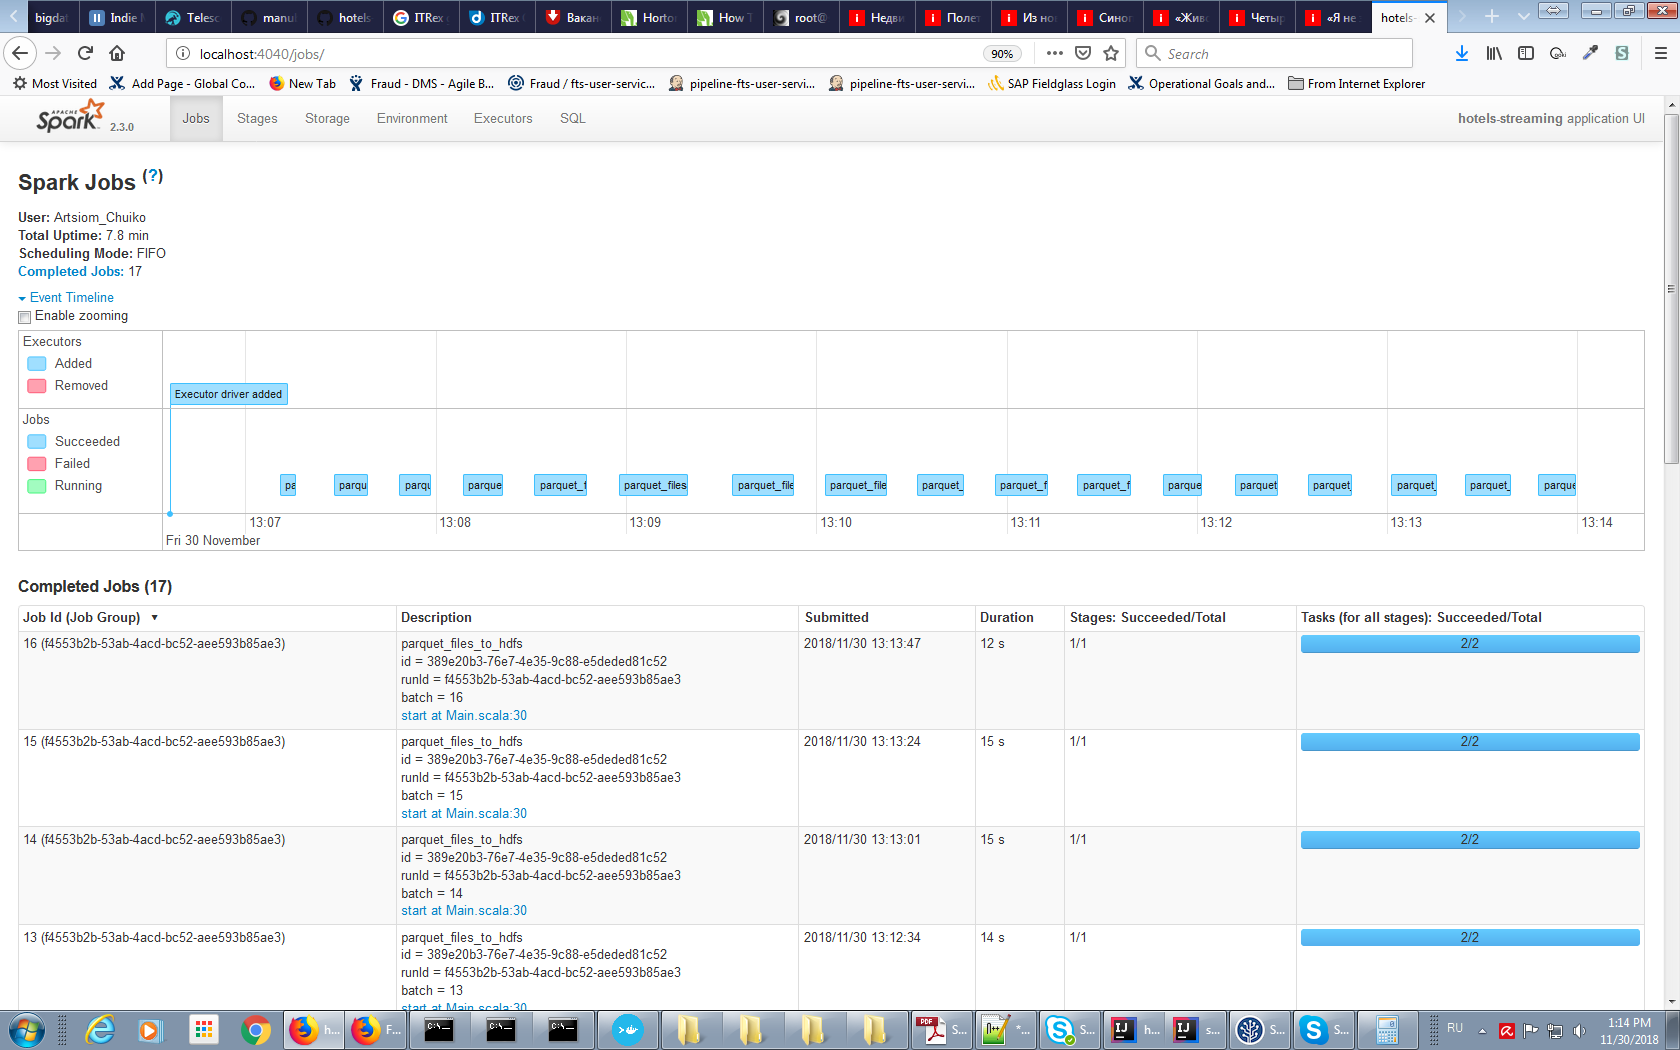 bigdat
Indie M
Telesc
manul
hotels
ITRex
ITRex
Вакан
Horto
How T
root@
Недви
Полет
Из но
Синоп
«Живо
Четыр
«Я не
hotels-
localhost:4040/jobs/
90%
Search
Most Visited
Add Page - Global Co...
New Tab
Fraud - DMS - Agile B...
Fraud / fts-user-servic...
pipeline-fts-user-servi...
pipeline-fts-user-servi...
SAP Fieldglass Login
Operational Goals and...
From Internet Explorer
APACHE Spark 2.3.0
Jobs
Stages
Storage
Environment
Executors
SQL
hotels-streaming application UI
Spark Jobs (?)
User: Artsiom_Chuiko
Total Uptime: 7.8 min
Scheduling Mode: FIFO
Completed Jobs: 17
Event Timeline
Enable zooming
Executors
Added
Removed
Executor driver added
Jobs
Succeeded
Failed
Running
pa parqu parqu parque parquet_f parquet_files parquet_file parquet_file parquet_ parquet_f parquet_f parque parquet parquet_ parquet_ parquet_ parque
13:07 13:08 13:09 13:10 13:11 13:12 13:13 13:14
Fri 30 November
Completed Jobs (17)
Job Id (Job Group) ▼ Description Submitted Duration Stages: Succeeded/Total Tasks (for all stages): Succeeded/Total
16 (f4553b2b-53ab-4acd-bc52-aee593b85ae3) parquet_files_to_hdfs 2018/11/30 13:13:47 12 s 1/1 2/2
id = 389e20b3-76e7-4e35-9c88-e5deded81c52
runId = f4553b2b-53ab-4acd-bc52-aee593b85ae3
batch = 16
start at Main.scala:30
15 (f4553b2b-53ab-4acd-bc52-aee593b85ae3) parquet_files_to_hdfs 2018/11/30 13:13:24 15 s 1/1 2/2
id = 389e20b3-76e7-4e35-9c88-e5deded81c52
runId = f4553b2b-53ab-4acd-bc52-aee593b85ae3
batch = 15
start at Main.scala:30
14 (f4553b2b-53ab-4acd-bc52-aee593b85ae3) parquet_files_to_hdfs 2018/11/30 13:13:01 15 s 1/1 2/2
id = 389e20b3-76e7-4e35-9c88-e5deded81c52
runId = f4553b2b-53ab-4acd-bc52-aee593b85ae3
batch = 14
start at Main.scala:30
13 (f4553b2b-53ab-4acd-bc52-aee593b85ae3) parquet_files_to_hdfs 2018/11/30 13:12:34 14 s 1/1 2/2
id = 389e20b3-76e7-4e35-9c88-e5deded81c52
runId = f4553b2b-53ab-4acd-bc52-aee593b85ae3
batch = 13
start at Main.scala:30
h...
F...
S...
*...
S...
h...
s...
S...
S...
RU
1:14 PM
11/30/2018